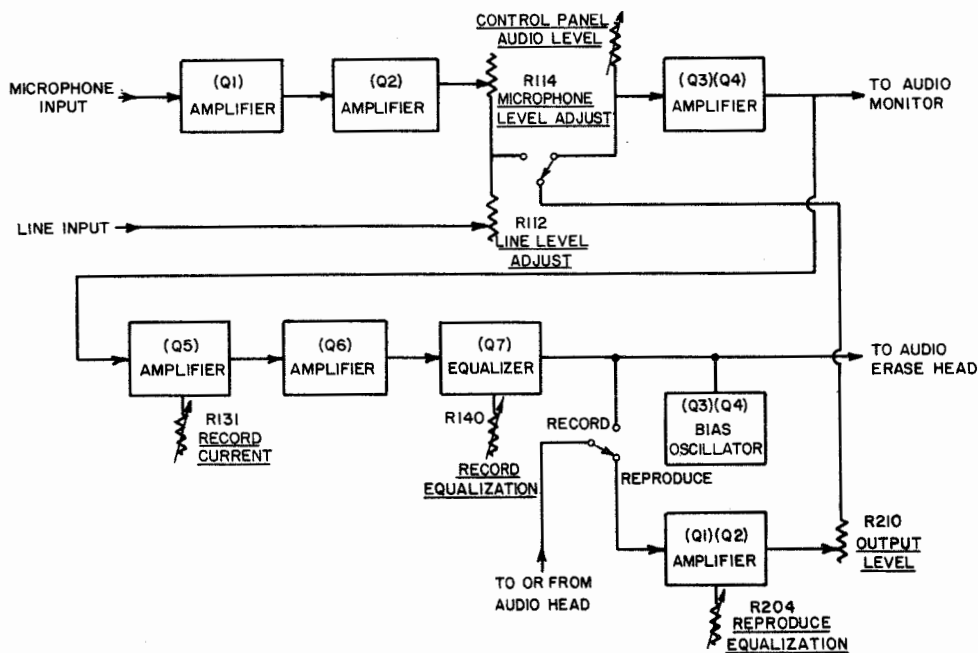 CONTROL PANEL
AUDIO LEVEL
MICROPHONE
INPUT
(Q1)
AMPLIFIER
(Q2)
AMPLIFIER
R114
MICROPHONE
LEVEL ADJUST
(Q3)(Q4)
AMPLIFIER
TO AUDIO
MONITOR
LINE INPUT
R112
LINE LEVEL
ADJUST
(Q5)
AMPLIFIER
(Q6)
AMPLIFIER
(Q7)
EQUALIZER
TO AUDIO
ERASE HEAD
R131
RECORD
CURRENT
R140
RECORD
EQUALIZATION
RECORD
REPRODUCE
(Q3)(Q4)
BIAS
OSCILLATOR
TO OR FROM
AUDIO HEAD
(Q1)(Q2)
AMPLIFIER
R210
OUTPUT
LEVEL
R204
REPRODUCE
EQUALIZATION